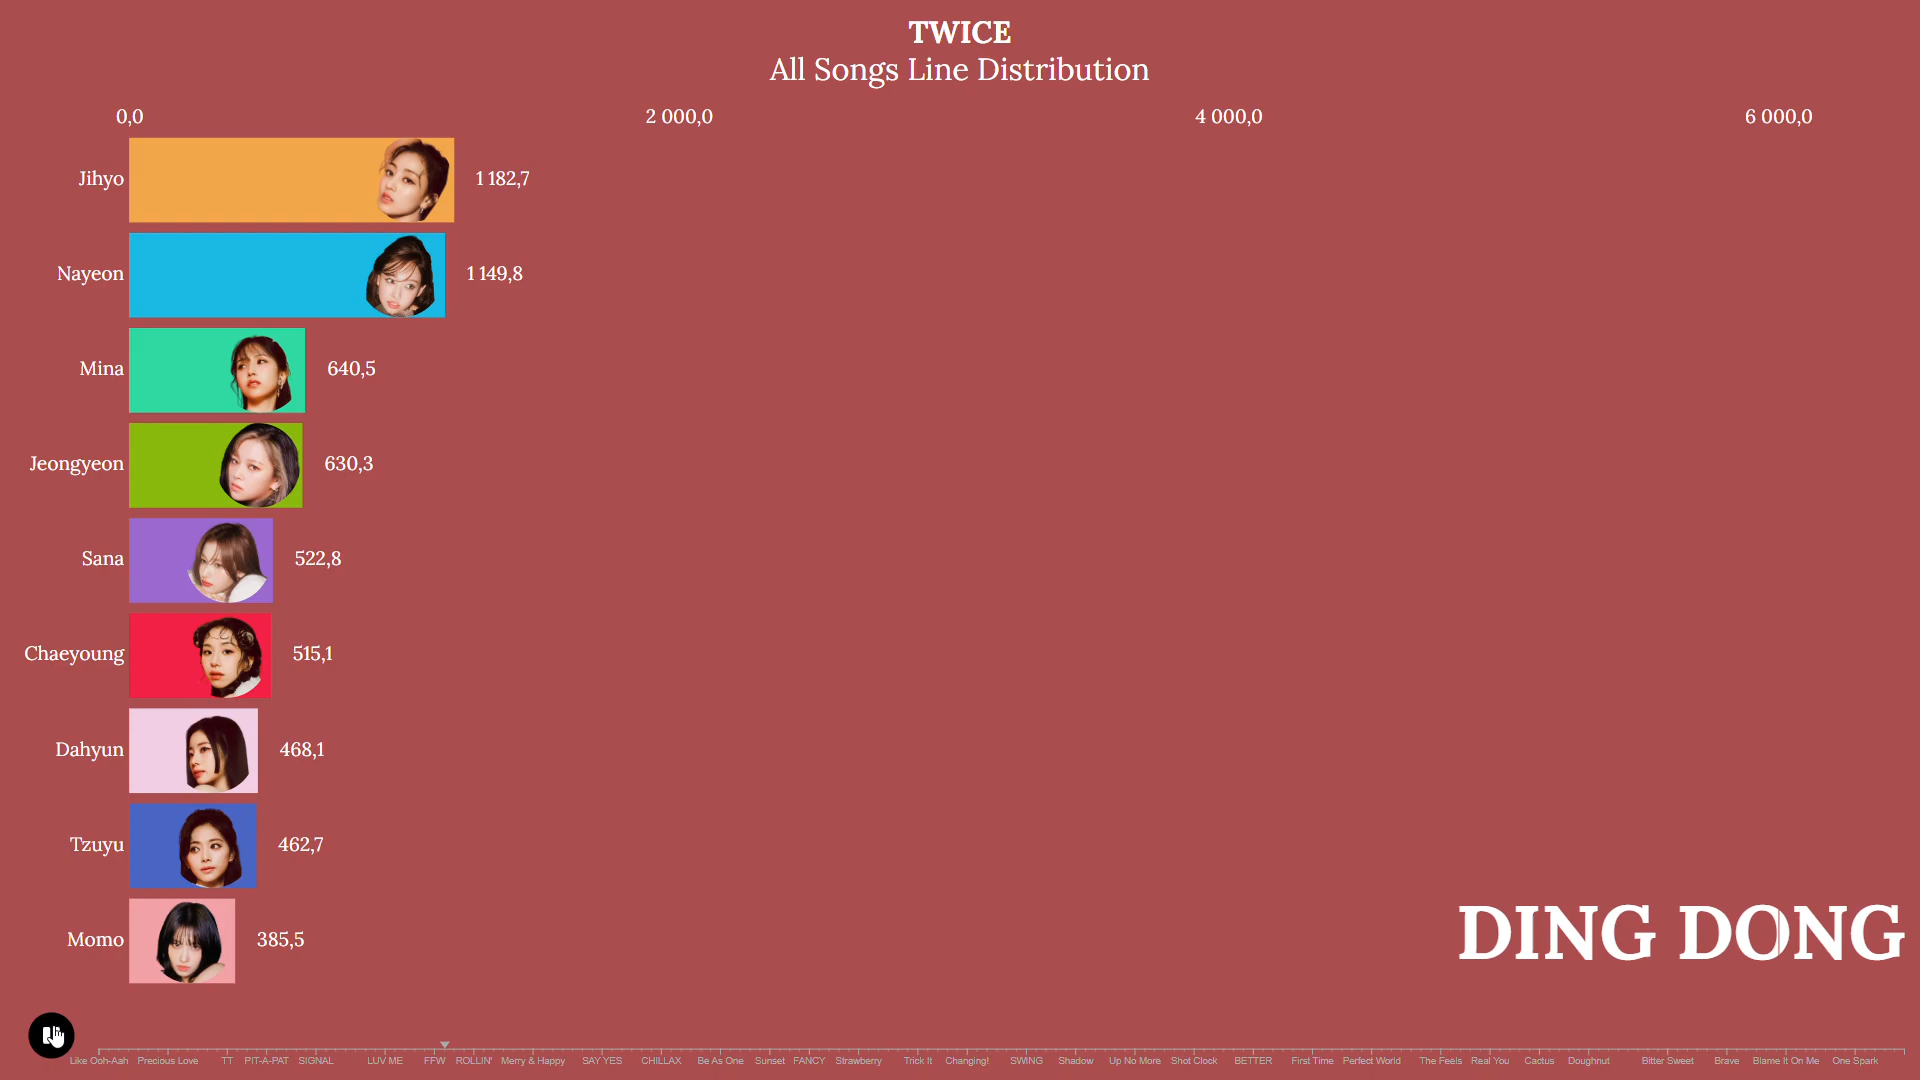 TWICE
All Songs Line Distribution
0,0 2 000,0 4 000,0 6 000,0
Jihyo 1 182,7
Nayeon 1 149,8
Mina 640,5
Jeongyeon 630,3
Sana 522,8
Chaeyoung 515,1
Dahyun 468,1
Tzuyu 462,7
Momo 385,5
DING DONG
Like Ooh-Aah Precious Love TT PIT-A-PAT SIGNAL LUV ME FFW ROLLIN' Merry & Happy SAY YES CHILLAX Be As One Sunset FANCY Strawberry Trick It Changing! SWING Shadow Up No More Shot Clock BETTER First Time Perfect World The Feels Real You Cactus Doughnut Bitter Sweet Brave Blame It On Me One Spark